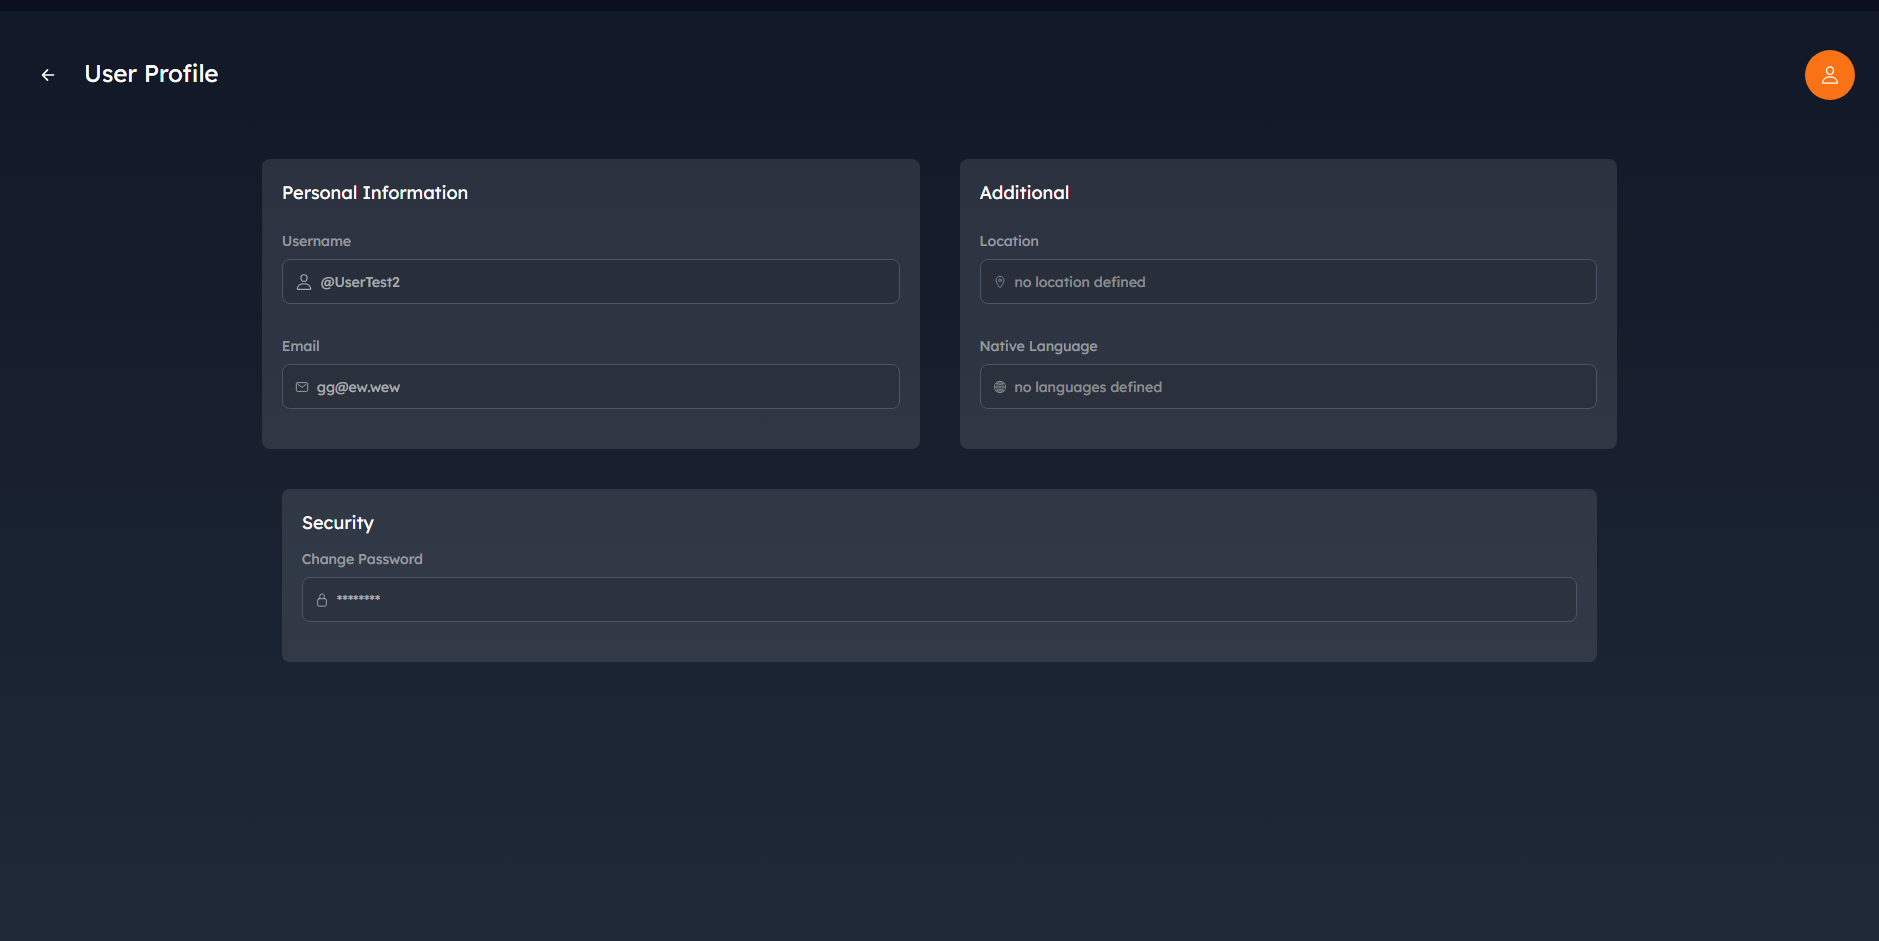 User Profile
Personal Information
Username
@UserTest2
Email
gg@ew.wew
Additional
Location
no location defined
Native Language
no languages defined
Security
Change Password
********